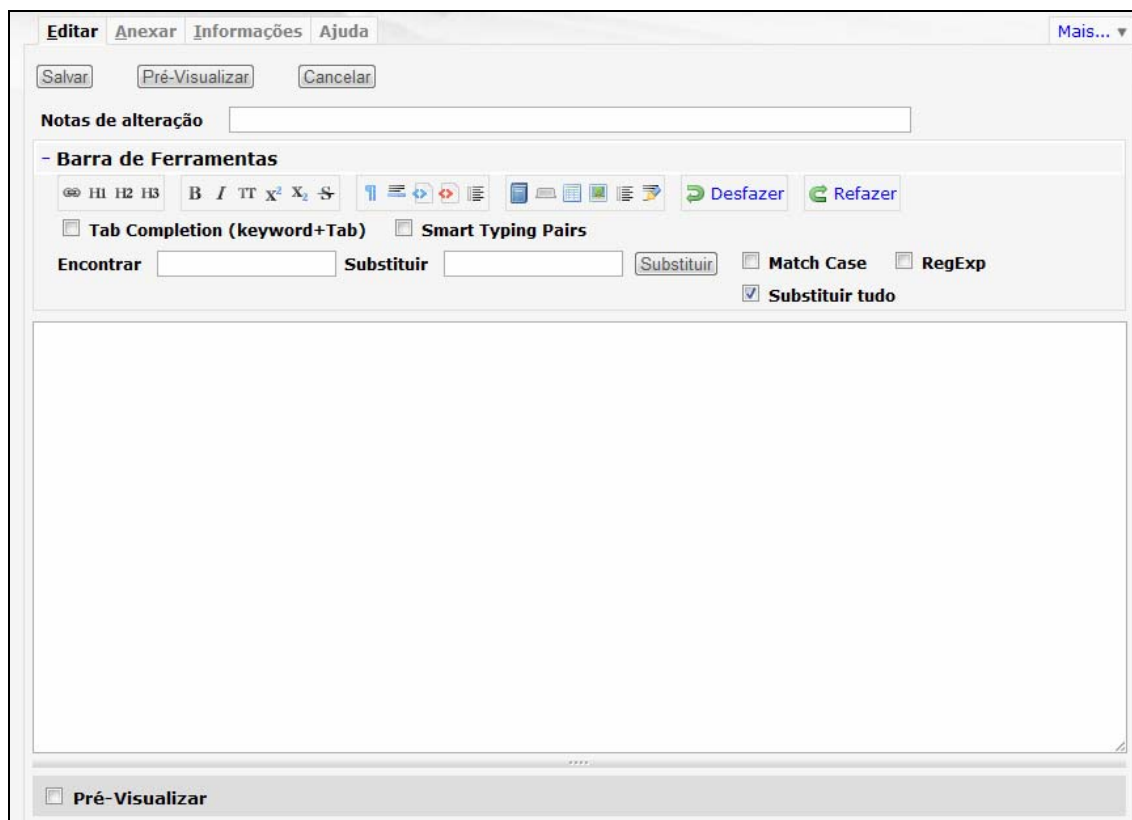 Editar Anexar Informações Ajuda Mais... ▼
Salvar Pré-Visualizar Cancelar
Notas de alteração
- Barra de Ferramentas
H1 H2 H3 B I TT X² X₂ S ¶ Desfazer Refazer
Tab Completion (keyword+Tab) Smart Typing Pairs
Encontrar Substituir Substituir Match Case RegExp
Substituir tudo
Pré-Visualizar